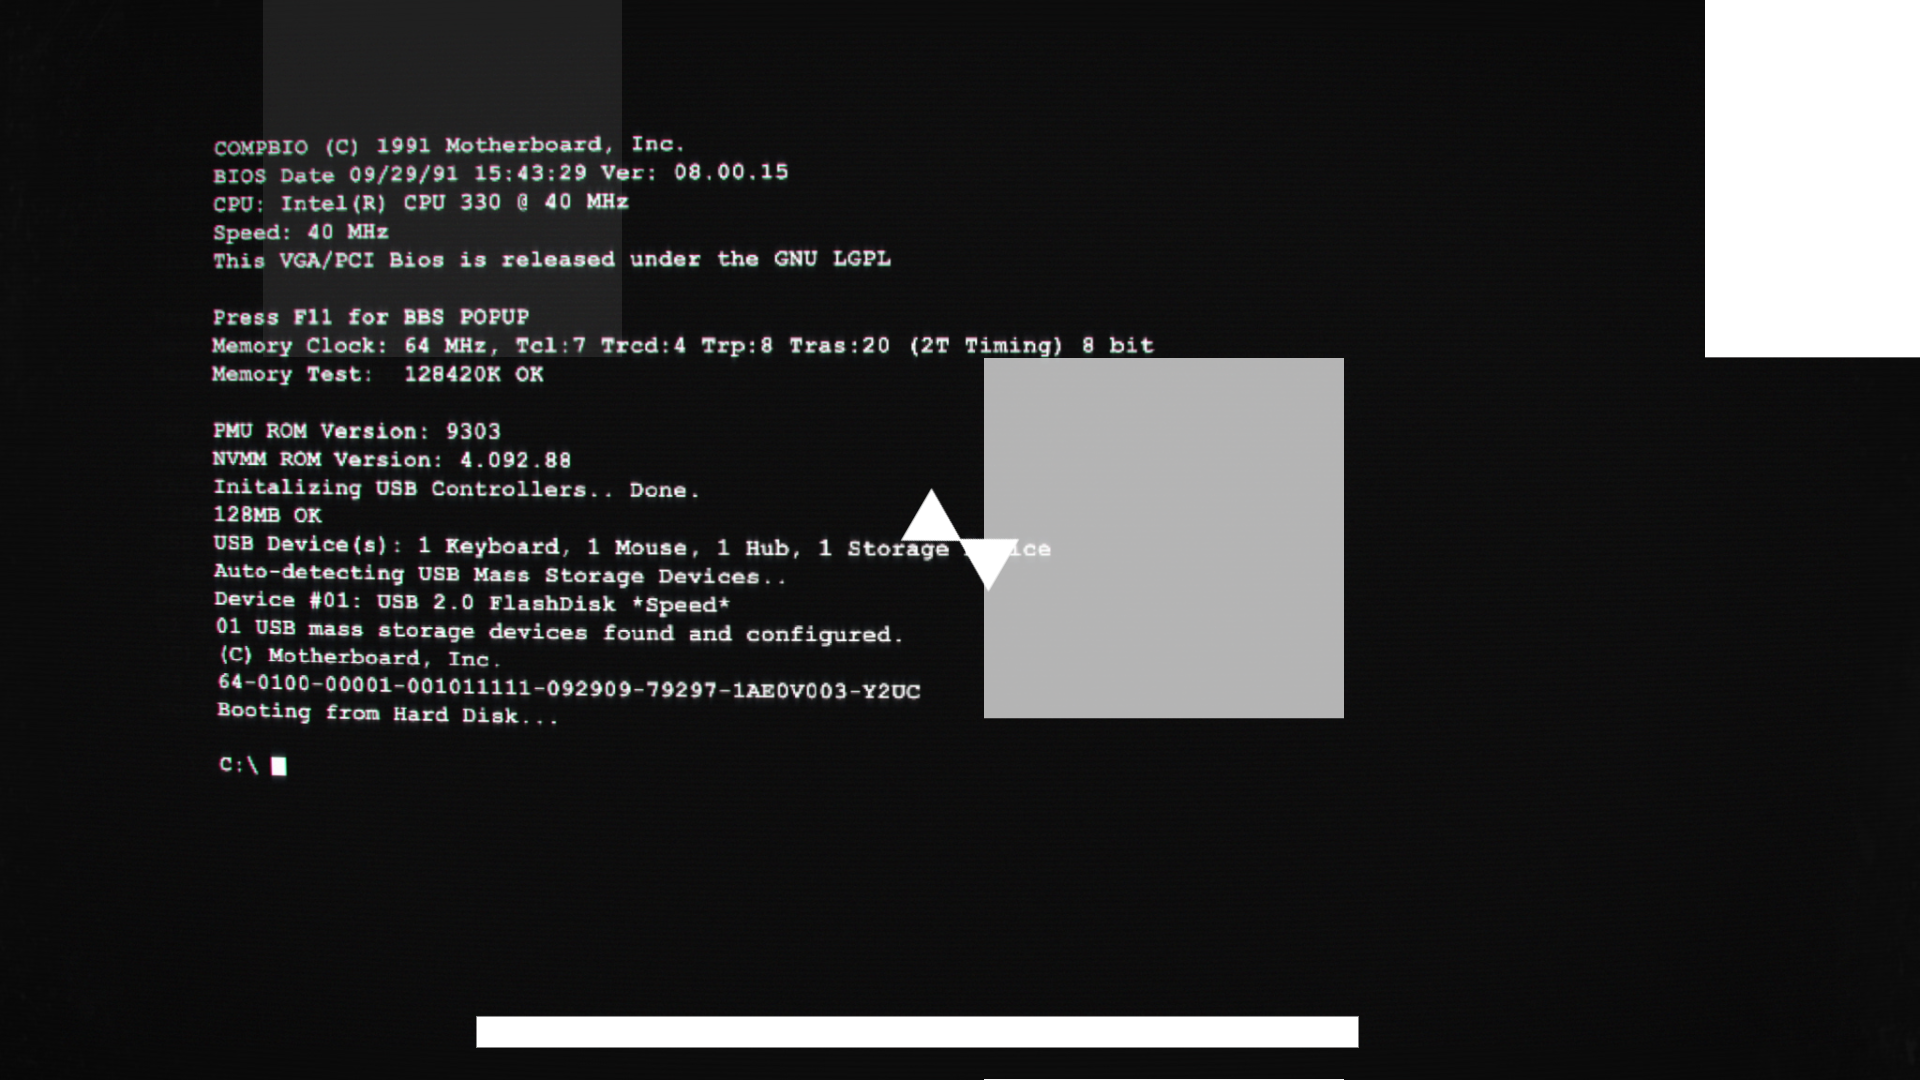 COMPBIO (C) 1991 Motherboard, Inc.
BIOS Date 09/29/91 15:43:29 Ver: 08.00.15
CPU: Intel(R) CPU 330 @ 40 MHz
Speed: 40 MHz
This VGA/PCI Bios is released under the GNU LGPL
Press F11 for BBS POPUP
Memory Clock: 64 MHz, Tcl:7 Trcd:4 Trp:8 Tras:20 (2T Timing) 8 bit
Memory Test: 128420K OK
PMU ROM Version: 9303
NVMM ROM Version: 4.092.88
Initalizing USB Controllers.. Done.
128MB OK
USB Device(s): 1 Keyboard, 1 Mouse, 1 Hub, 1 Storage
Auto-detecting USB Mass Storage Devices..
Device #01: USB 2.0 FlashDisk *Speed*
01 USB mass storage devices found and configured.
(C) Motherboard, Inc.
64-0100-00001-001011111-092909-79297-1AE0V003-Y2UC
Booting from Hard Disk...
C:\